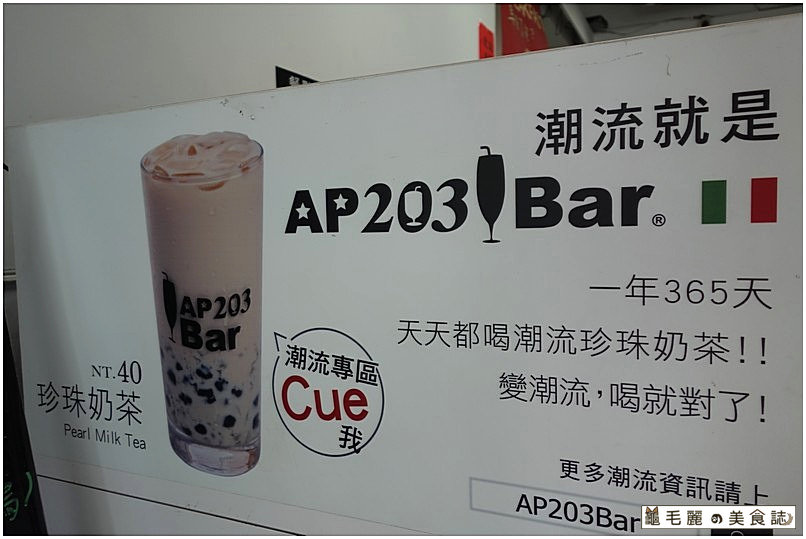 潮流就是
AP203 Bar®
一年365天
天天都喝潮流珍珠奶茶!!
變潮流,喝就對了!
更多潮流資訊請上
AP203Bar
AP203
Bar
NT.40
珍珠奶茶
Pearl Milk Tea
潮流專區
Cue
我
龜毛麗の美食誌